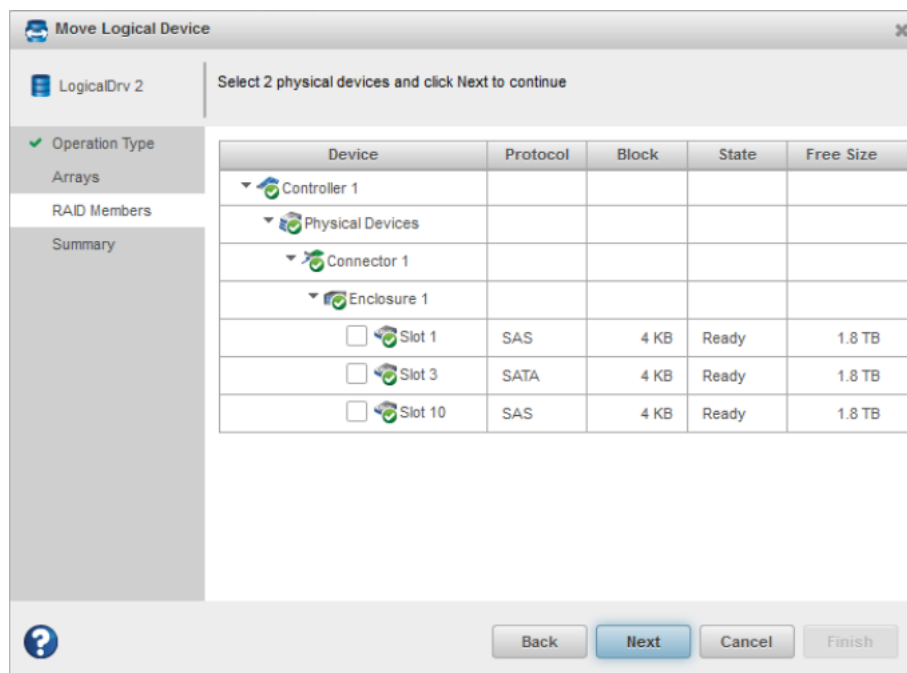 Move Logical Device
LogicalDrv 2
Select 2 physical devices and click Next to continue
Operation Type
Arrays
RAID Members
Summary
Device Protocol Block State Free Size
Controller 1
Physical Devices
Connector 1
Enclosure 1
Slot 1 SAS 4 KB Ready 1.8 TB
Slot 3 SATA 4 KB Ready 1.8 TB
Slot 10 SAS 4 KB Ready 1.8 TB
? Back Next Cancel Finish